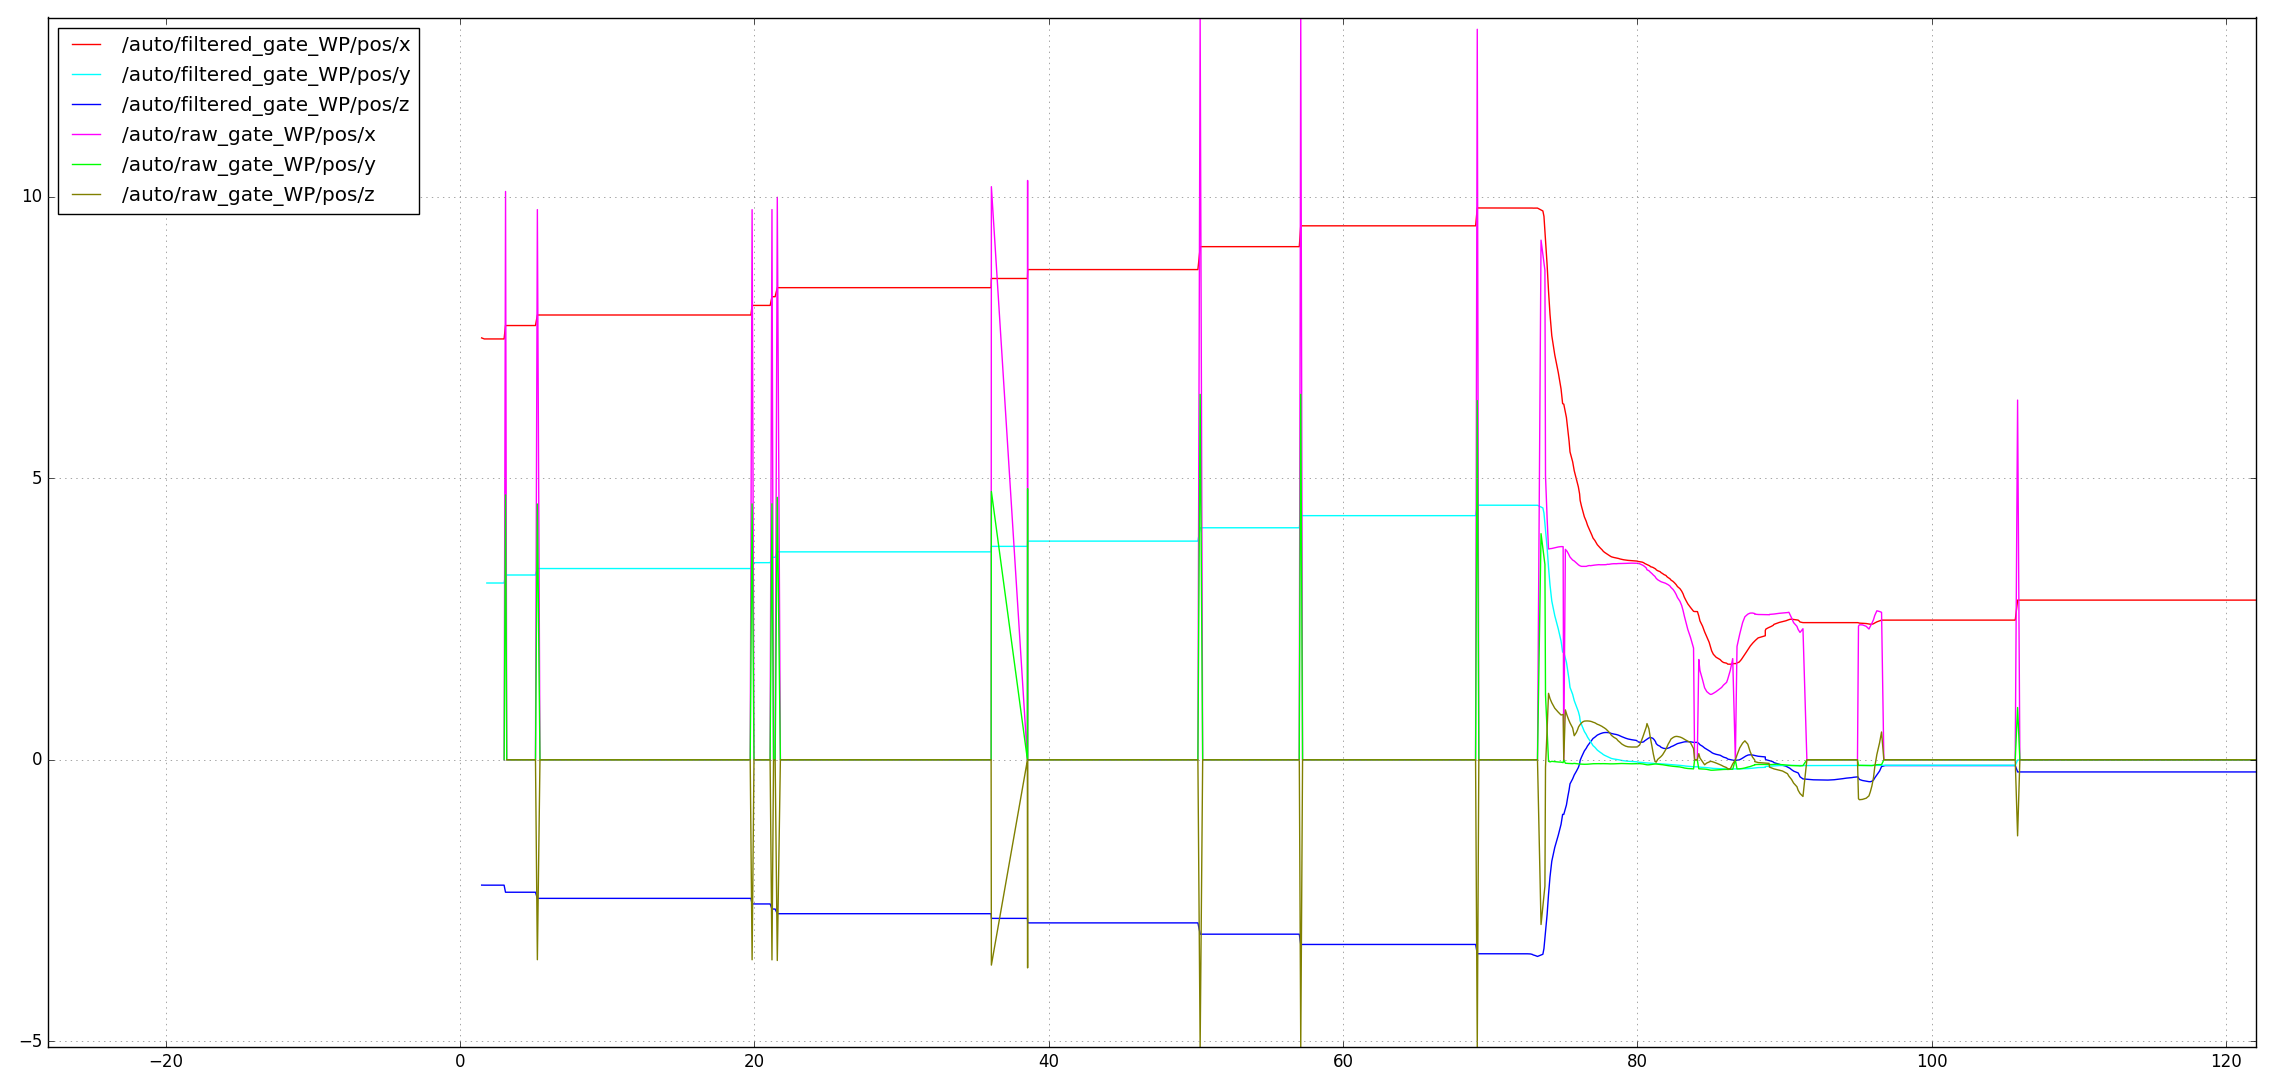 /auto/filtered_gate_WP/pos/x
/auto/filtered_gate_WP/pos/y
/auto/filtered_gate_WP/pos/z
/auto/raw_gate_WP/pos/x
/auto/raw_gate_WP/pos/y
/auto/raw_gate_WP/pos/z
10
5
0
−5
−20 0 20 40 60 80 100 120